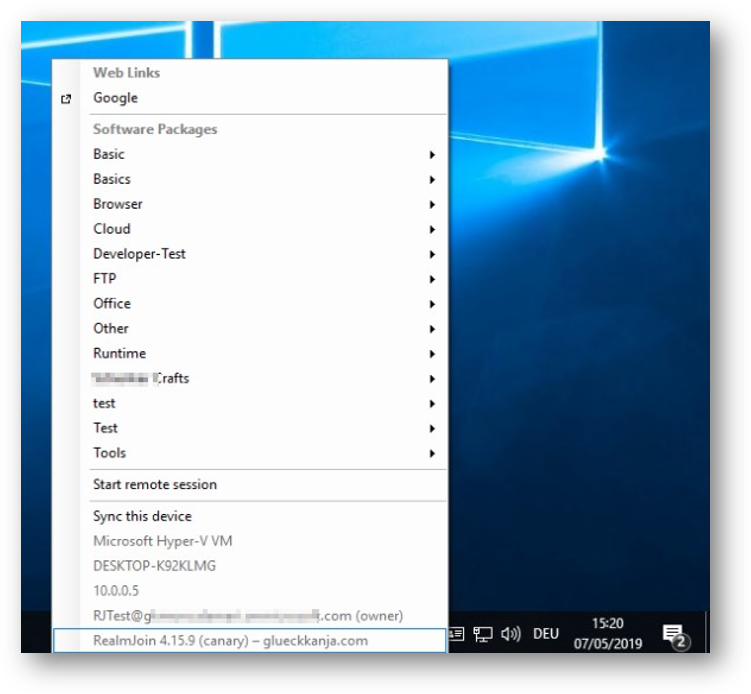 Web Links
Google
Software Packages
Basic
Basics
Browser
Cloud
Developer-Test
FTP
Office
Other
Runtime
Crafts
test
Test
Tools
Start remote session
Sync this device
Microsoft Hyper-V VM
DESKTOP-K92KLMG
10.0.0.5
RJTest@g .com (owner)
RealmJoin 4.15.9 (canary) – glueckkanja.com
DEU
15:20
07/05/2019
2